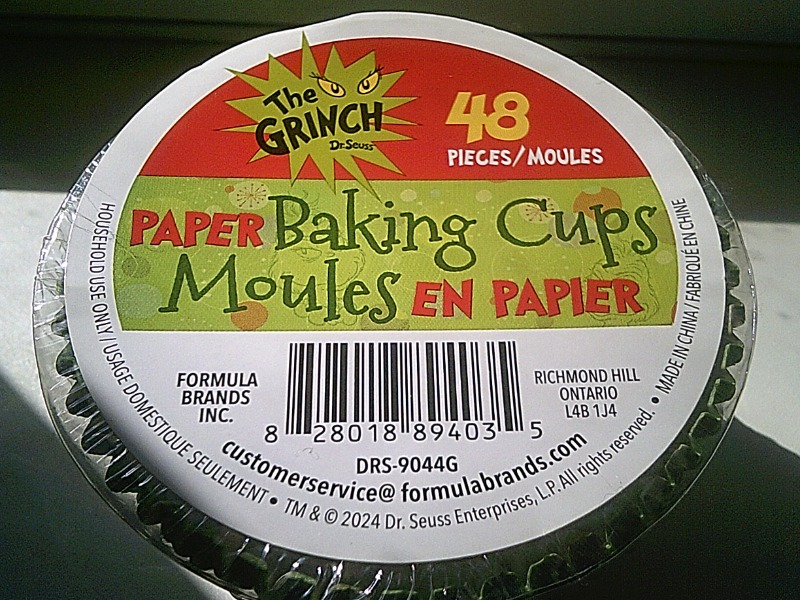 The
GRINCH
Dr. Seuss
48
PIECES/MOULES
PAPER Baking Cups
Moules EN PAPIER
HOUSEHOLD USE ONLY / USAGE DOMESTIQUE SEULEMENT • TM & © 2024 Dr. Seuss Enterprises, L.P. All rights reserved. • MADE IN CHINA / FABRIQUÉ EN CHINE
FORMULA
BRANDS
INC.
8 28018 89403 5
RICHMOND HILL
ONTARIO
L4B 1J4
DRS-9044G
customerservice@ formulabrands.com